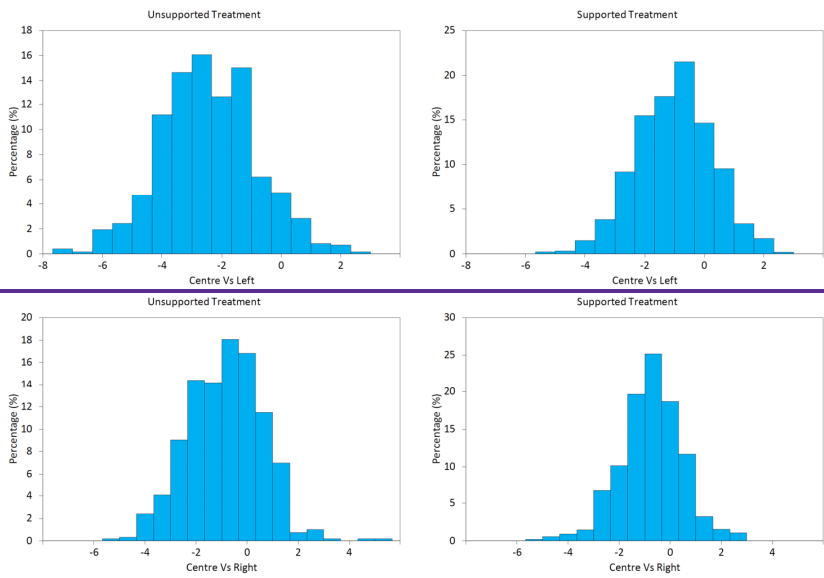 Unsupported Treatment
18
16
14
12
10
8
6
4
2
0
Percentage (%)
-8 -6 -4 -2 0 2
Centre Vs Left
Supported Treatment
25
20
15
10
5
0
Percentage (%)
-8 -6 -4 -2 0 2
Centre Vs Left
Unsupported Treatment
20
18
16
14
12
10
8
6
4
2
0
Percentage (%)
-6 -4 -2 0 2 4
Centre Vs Right
Supported Treatment
30
25
20
15
10
5
0
Percentage (%)
-6 -4 -2 0 2 4
Centre Vs Right